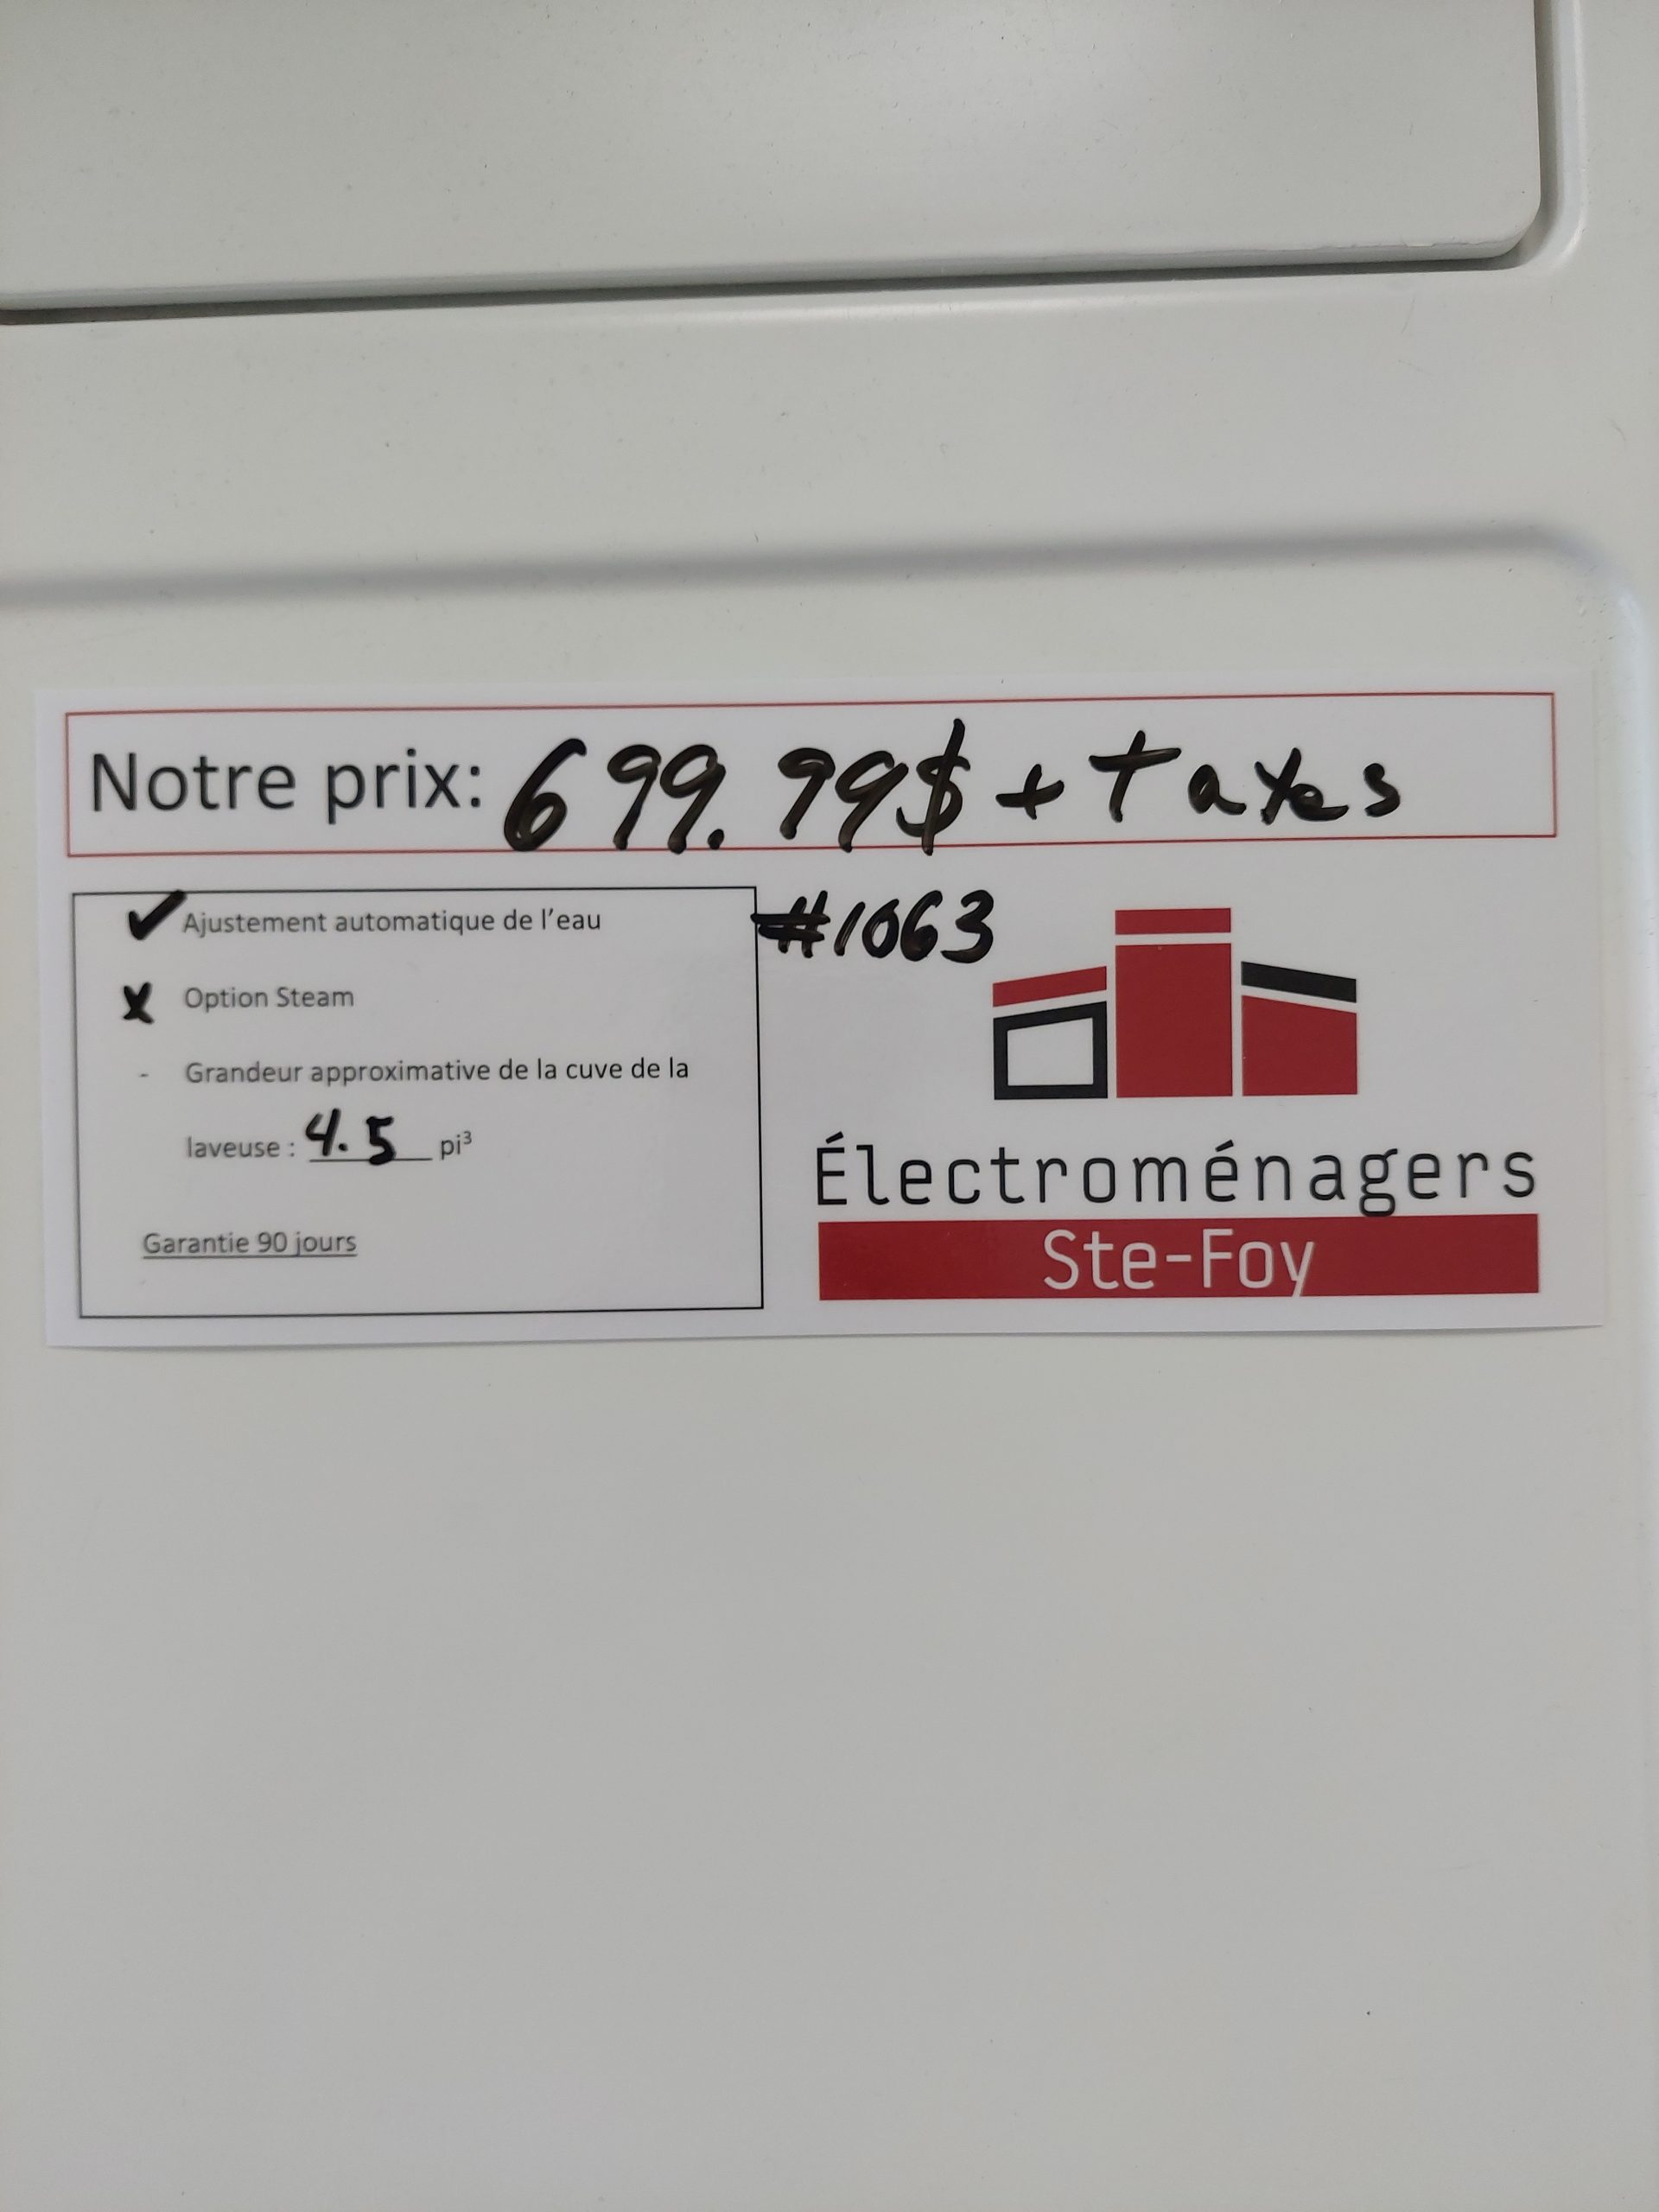 Notre prix: 699.99$ + taxes
✓ Ajustement automatique de l'eau
X Option Steam
- Grandeur approximative de la cuve de la
laveuse : 4.5 pi³
Garantie 90 jours
#1063
Électroménagers
Ste-Foy